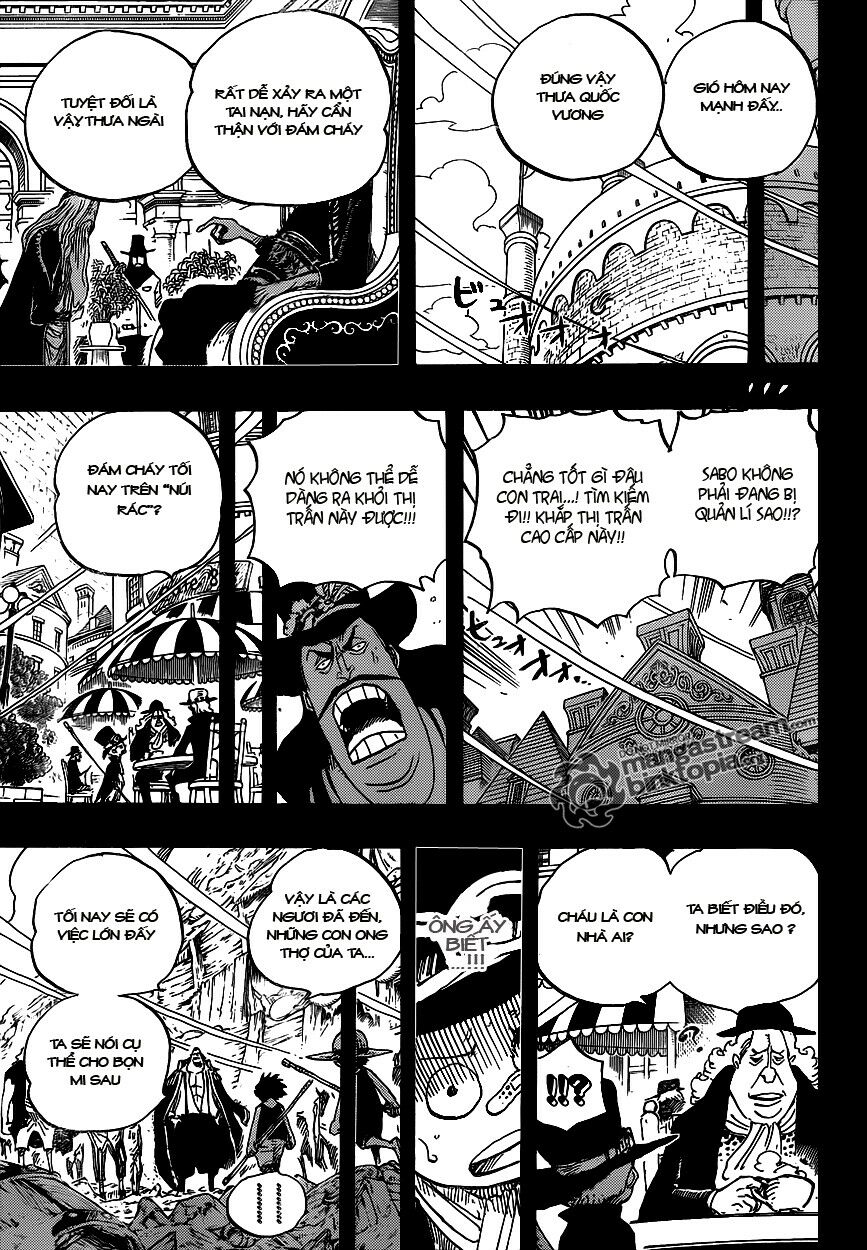 GIÓ HÔM NAY
MẠNH ĐẤY..
ĐÚNG VẬY
THƯA QUỐC
VƯƠNG
RẤT DỄ XẢY RA MỘT
TAI NẠN, HÃY CẨN
THẬN VỚI ĐÁM CHÁY
TUYỆT ĐỐI LÀ
VẬY, THƯA NGÀI
SABO KHÔNG
PHẢI ĐANG BỊ
QUẢN LÍ SAO!!?
CHẲNG TỐT GÌ ĐÂU
CON TRAI...! TÌM KIẾM
ĐI!! KHẮP THỊ TRẤN
CAO CẤP NÀY!!
NÓ KHÔNG THỂ DỄ
DÀNG RA KHỎI THỊ
TRẤN NÀY ĐƯỢC!!!
ĐÁM CHÁY TỐI
NAY TRÊN "NÚI
RÁC"?
mangastream.com
binktopia
TA BIẾT ĐIỀU ĐÓ,
NHƯNG SAO ?
CHÁU LÀ CON
NHÀ AI?
!!?
ÔNG ẤY
BIẾT
...!!!
VẬY LÀ CÁC
NGƯƠI ĐÃ ĐẾN,
NHỮNG CON ONG
THỢ CỦA TA...
TỐI NAY SẼ CÓ
VIỆC LỚN ĐẤY
TA SẼ NÓI CỤ
THỂ CHO BỌN
MI SAU